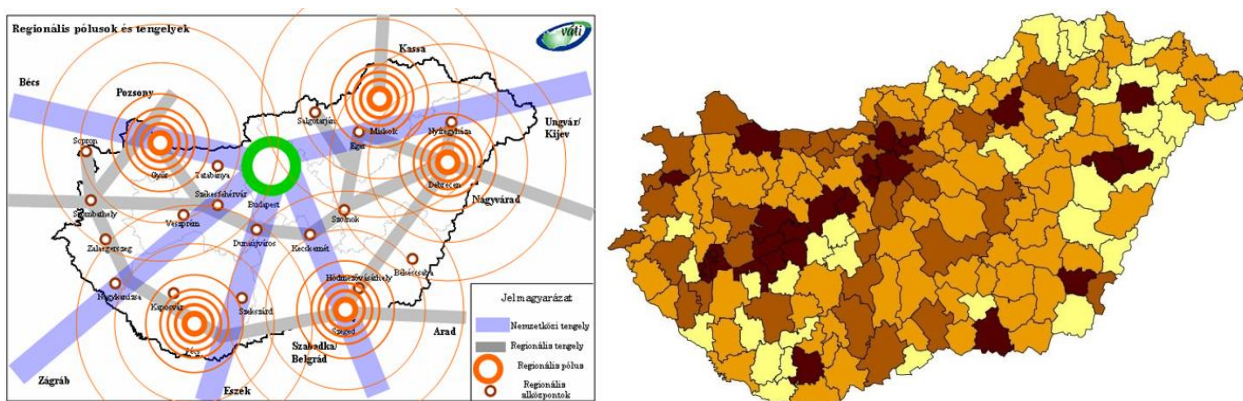 Regionális pólusok és tengelyek
váti
Kassa
Bécs
Pozsony
Ungvár/
Kijev
Salgótarján
Miskolc
Nyíregyháza
Eger
Sopron
Győr
Tatabánya
Debrecen
Nagyvárad
Székesfehérvár
Budapest
Szombathely
Veszprém
Szolnok
Zalaegerszeg
Dunaújváros
Kecskemét
Békéscsaba
Hódmezővásárhely
Nagykanizsa
Kaposvár
Szekszárd
Szeged
Pécs
Szabadka/
Belgrád
Arad
Zágráb
Eszék
Jelmagyarázat
Nemzetközi tengely
Regionális tengely
Regionális pólus
Regionális
alközpontok